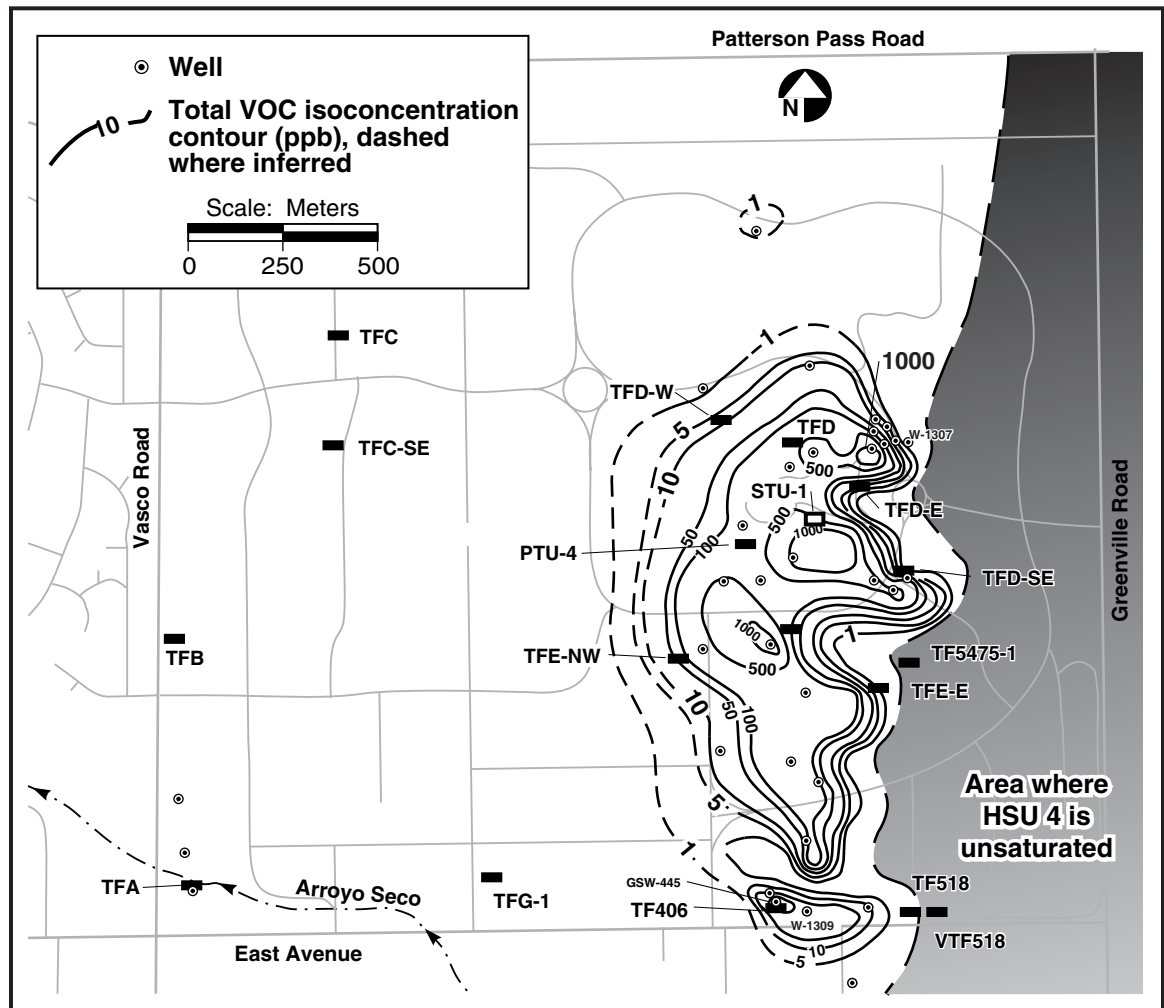 Patterson Pass Road
Well
10
Total VOC isoconcentration
contour (ppb), dashed
where inferred
Scale: Meters
0 250 500
N
1
TFC
1
1000
TFD-W
TFD
W-1307
5
TFC-SE
500
10
STU-1
TFD-E
Vasco Road
Greenville Road
500
1000
50
100
PTU-4
TFD-SE
1000
1
TFB
TFE-NW
TF5475-1
500
TFE-E
10
50
100
Area where
HSU 4 is
unsaturated
5
1
TFA
Arroyo Seco
TFG-1
GSW-445
TF406
TF518
W-1309
VTF518
East Avenue
10
5